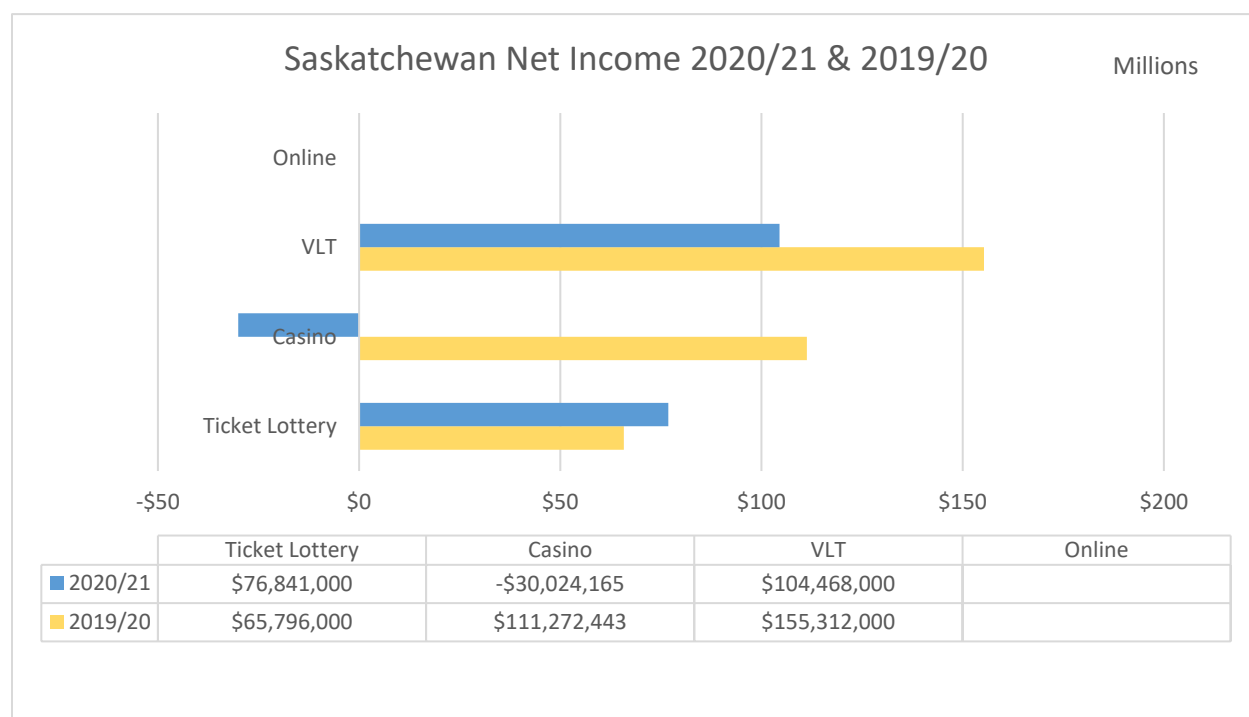 Saskatchewan Net Income 2020/21 & 2019/20
Millions
Online
VLT
Casino
Ticket Lottery
-$50 $0 $50 $100 $150 $200
Ticket Lottery Casino VLT Online
2020/21 $76,841,000 -$30,024,165 $104,468,000
2019/20 $65,796,000 $111,272,443 $155,312,000